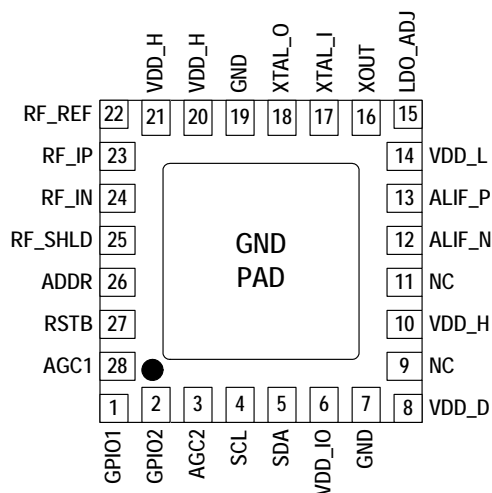 VDD_H VDD_H GND XTAL_O XTAL_I XOUT LDO_ADJ
RF_REF 22 21 20 19 18 17 16 15
RF_IP 23 14 VDD_L
RF_IN 24 13 ALIF_P
RF_SHLD 25 12 ALIF_N
GND
PAD
ADDR 26 11 NC
RSTB 27 10 VDD_H
AGC1 28 9 NC
1 2 3 4 5 6 7 8 VDD_D
GPIO1 GPIO2 AGC2 SCL SDA VDD_IO GND